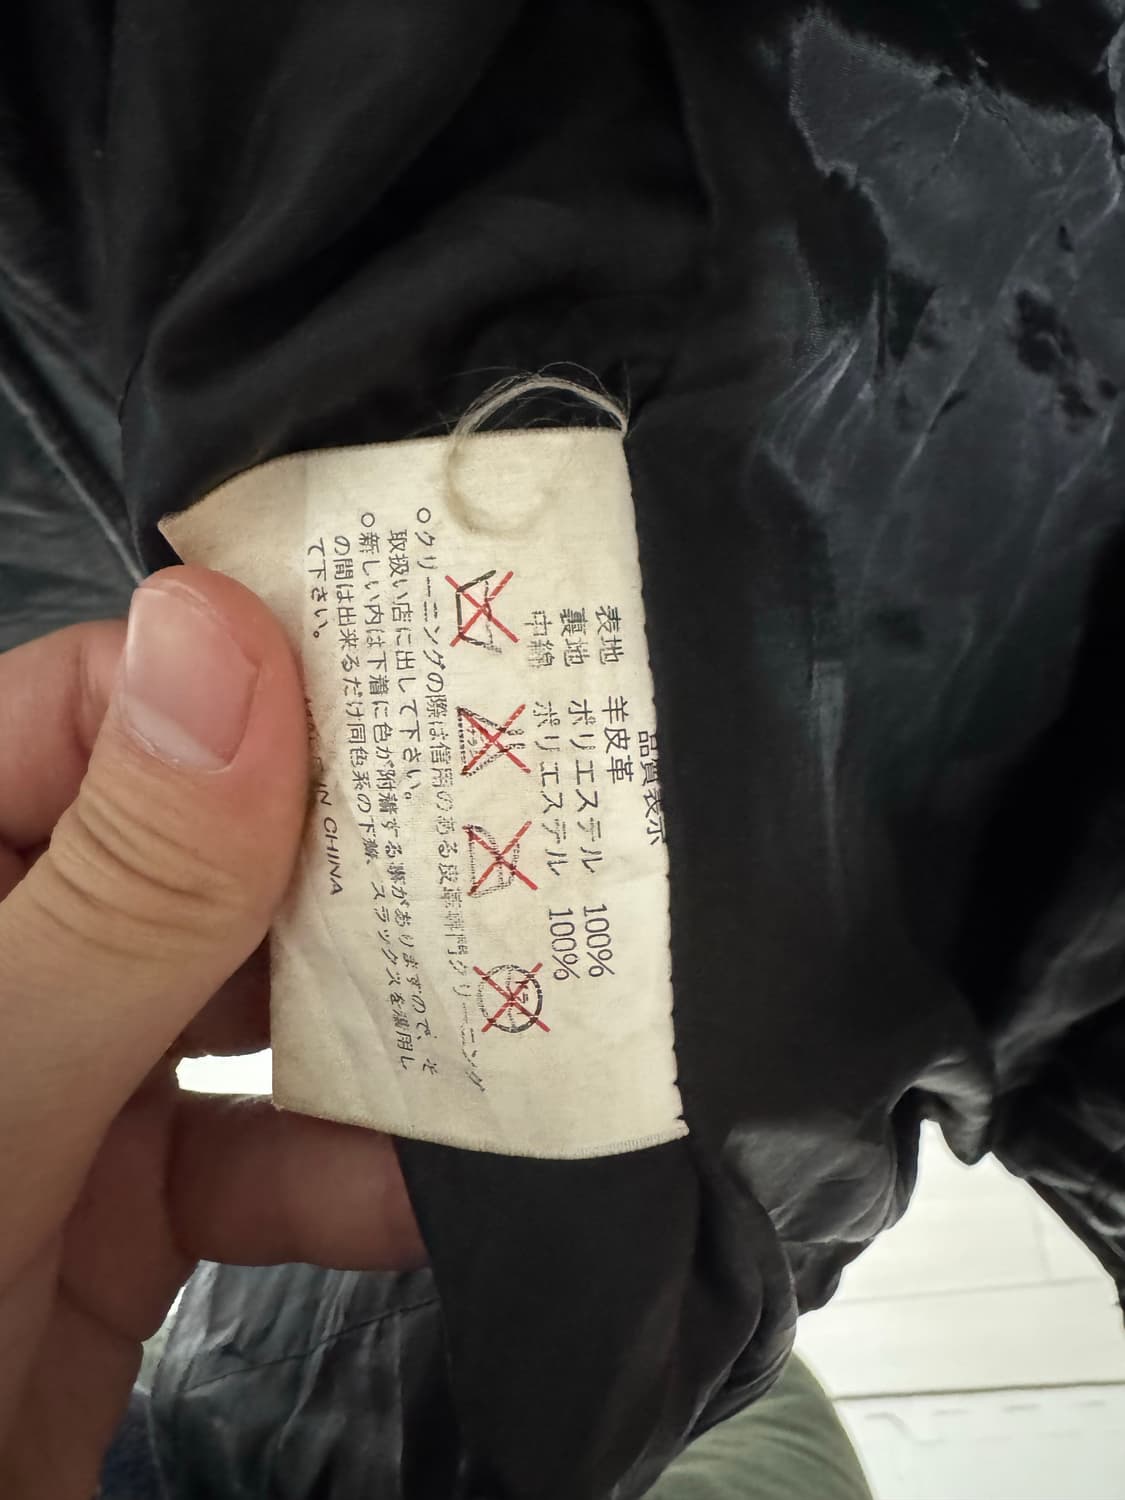 品質表示
表地 羊皮革
裏地 ポリエステル 100%
中綿 ポリエステル 100%
○クリーニングの際は信用のある皮革専門クリーニング
取扱い店に出して下さい。
○新しい内は下着に色が附着する事がありますので、そ
の間は出来るだけ同色系の下着、スラックスを着用し
て下さい。
MADE IN CHINA